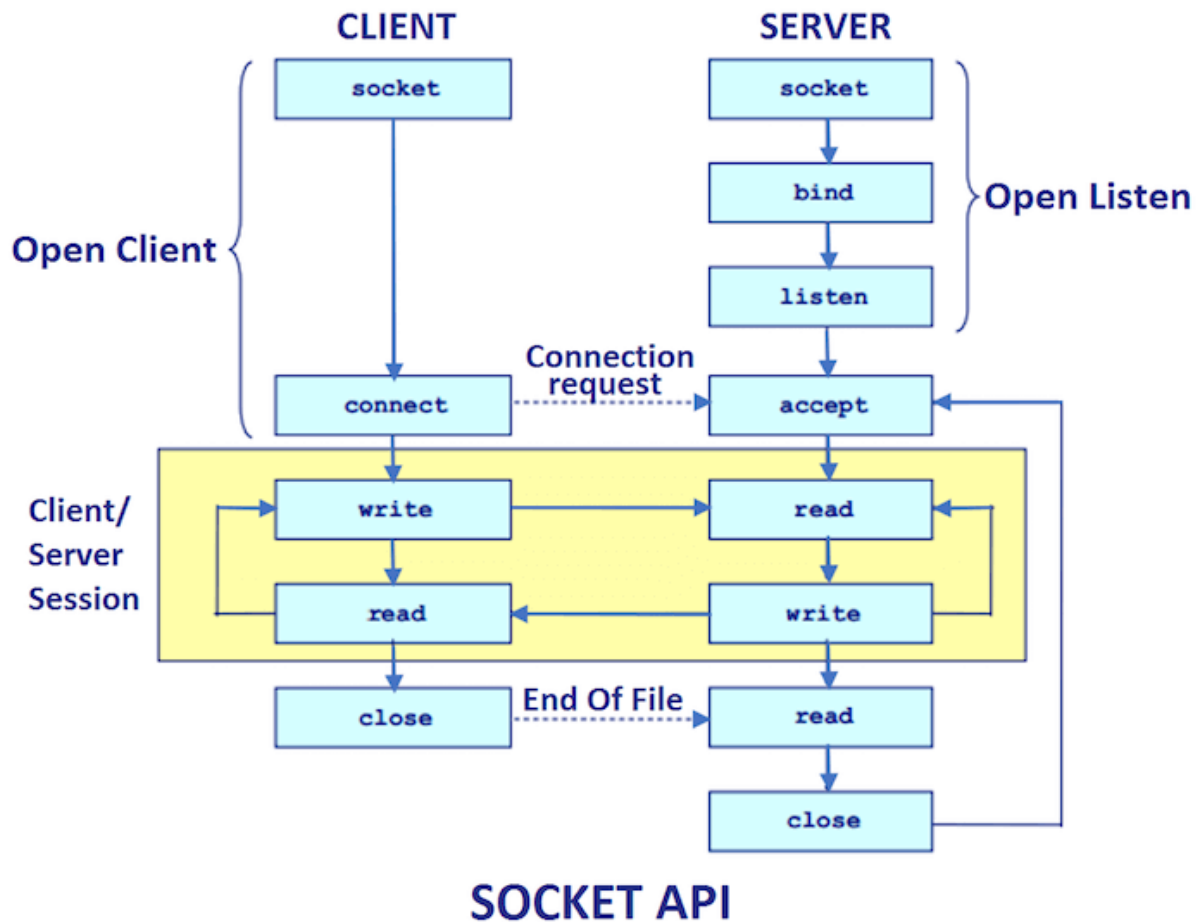 CLIENT
SERVER
socket
socket
bind
Open Listen
Open Client
listen
Connection
request
connect
accept
Client/
Server
Session
write
read
read
write
close
End Of File
read
close
SOCKET API